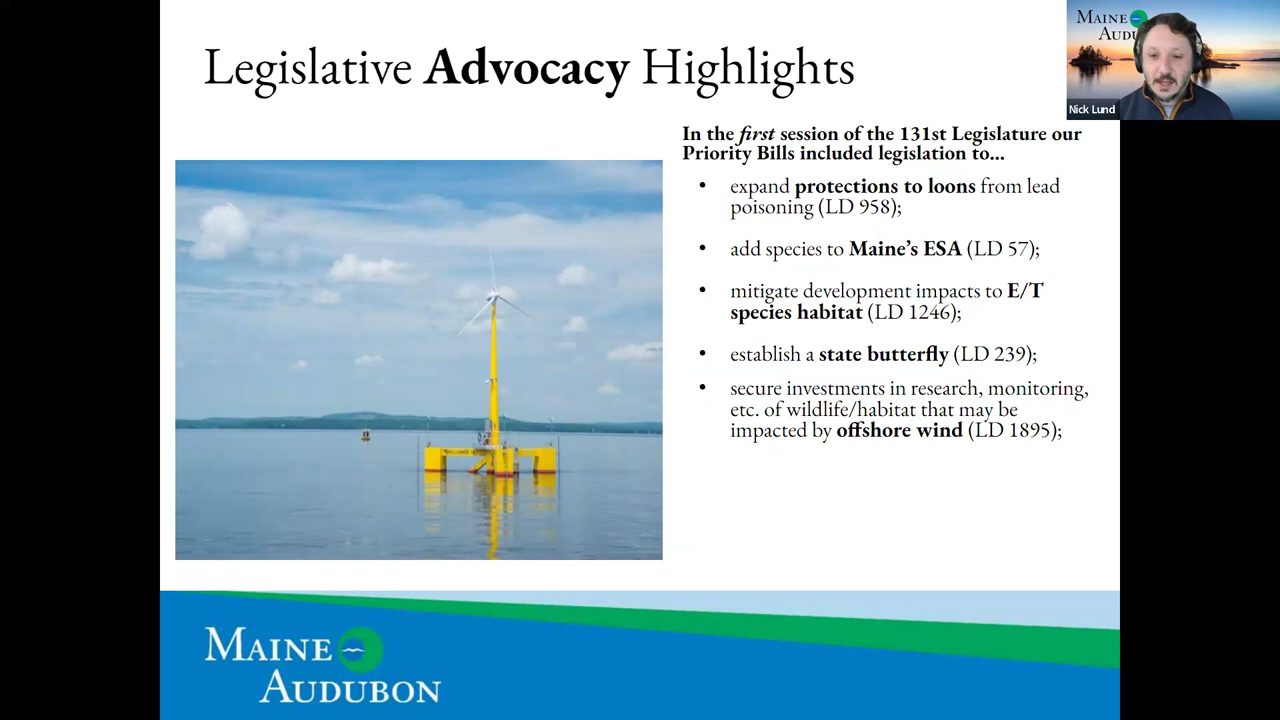 Legislative Advocacy Highlights
MAINE
AUDU
Nick Lund
In the first session of the 131st Legislature our
Priority Bills included legislation to...
• expand protections to loons from lead
poisoning (LD 958);
• add species to Maine's ESA (LD 57);
• mitigate development impacts to E/T
species habitat (LD 1246);
• establish a state butterfly (LD 239);
• secure investments in research, monitoring,
etc. of wildlife/habitat that may be
impacted by offshore wind (LD 1895);
MAINE
AUDUBON